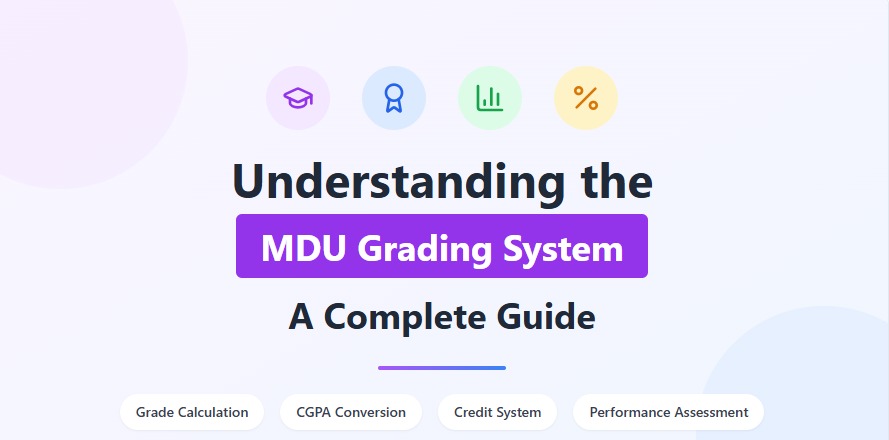 Understanding the
MDU Grading System
A Complete Guide
Grade Calculation
CGPA Conversion
Credit System
Performance Assessment